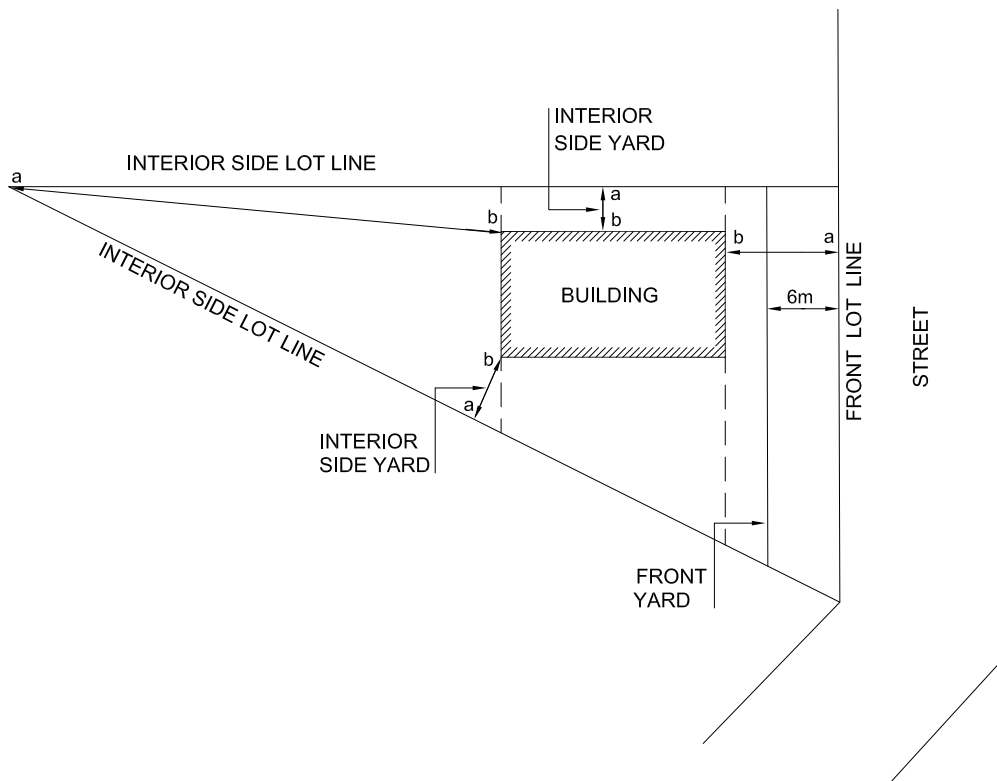 INTERIOR
SIDE YARD
INTERIOR SIDE LOT LINE
a
a
b
b
b
a
INTERIOR SIDE LOT LINE
BUILDING
6m
FRONT LOT LINE
STREET
b
a
INTERIOR
SIDE YARD
FRONT
YARD